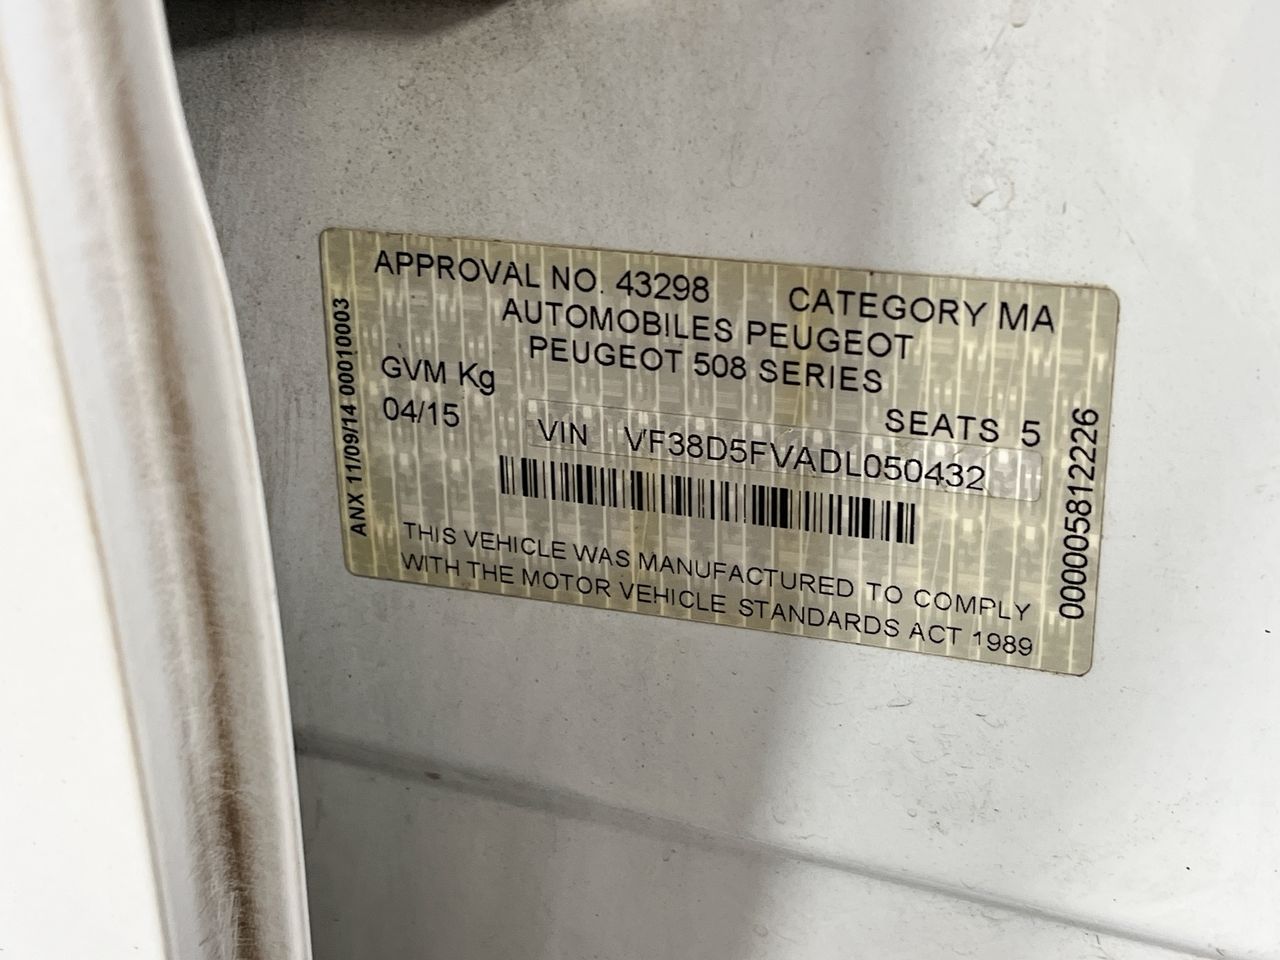 APPROVAL NO. 43298 CATEGORY MA
AUTOMOBILES PEUGEOT
PEUGEOT 508 SERIES
GVM Kg
04/15 SEATS 5
VIN VF38D5FVADL050432
THIS VEHICLE WAS MANUFACTURED TO COMPLY
WITH THE MOTOR VEHICLE STANDARDS ACT 1989
ANX 11/09/14 00010003
000005812226